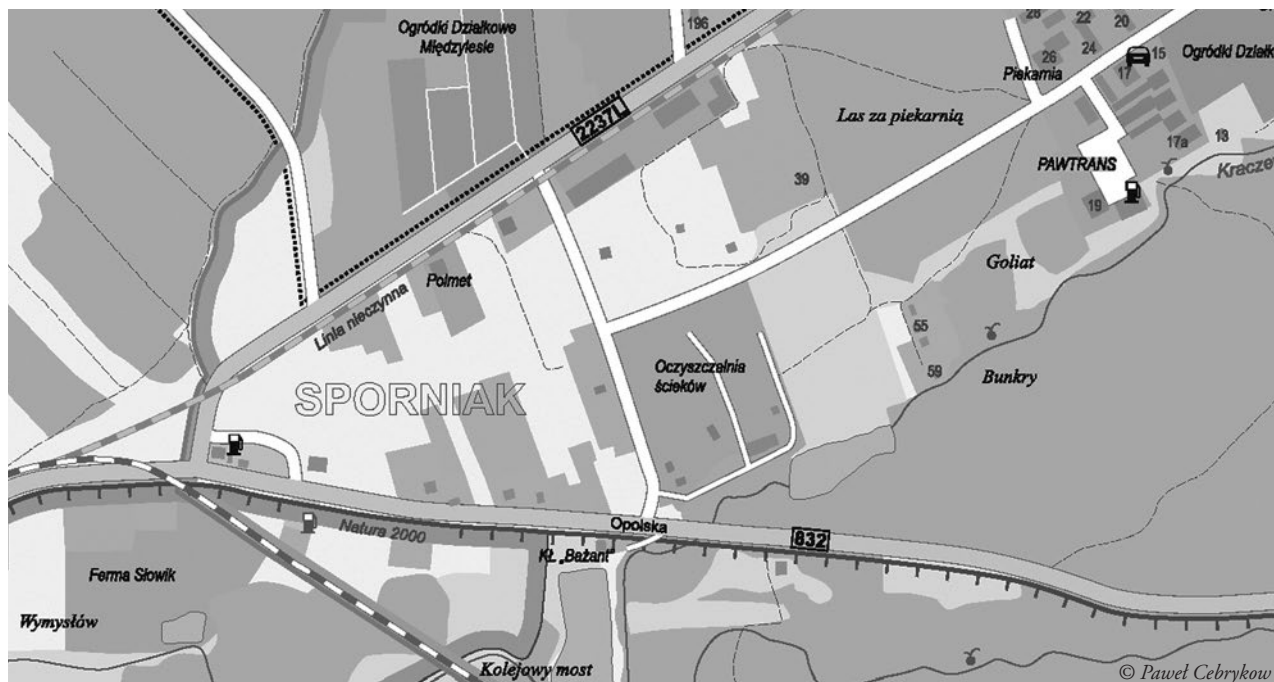 Ogródki Działkowe
Międzylesie
196
28
22
20
26
24
17
15
Piekarnia
Ogródki Dział
2237L
Las za piekarnią
39
17a
13
PAWTRANS
Kracze
19
Goliat
Polmet
Linia nieczynna
55
59
Oczyszczalnia
ścieków
Bunkry
SPORNIAK
Natura 2000
Opolska
832
KŁ „Bażant"
Ferma Słowik
Wymysłów
Kolejowy most
© Paweł Cebrykow